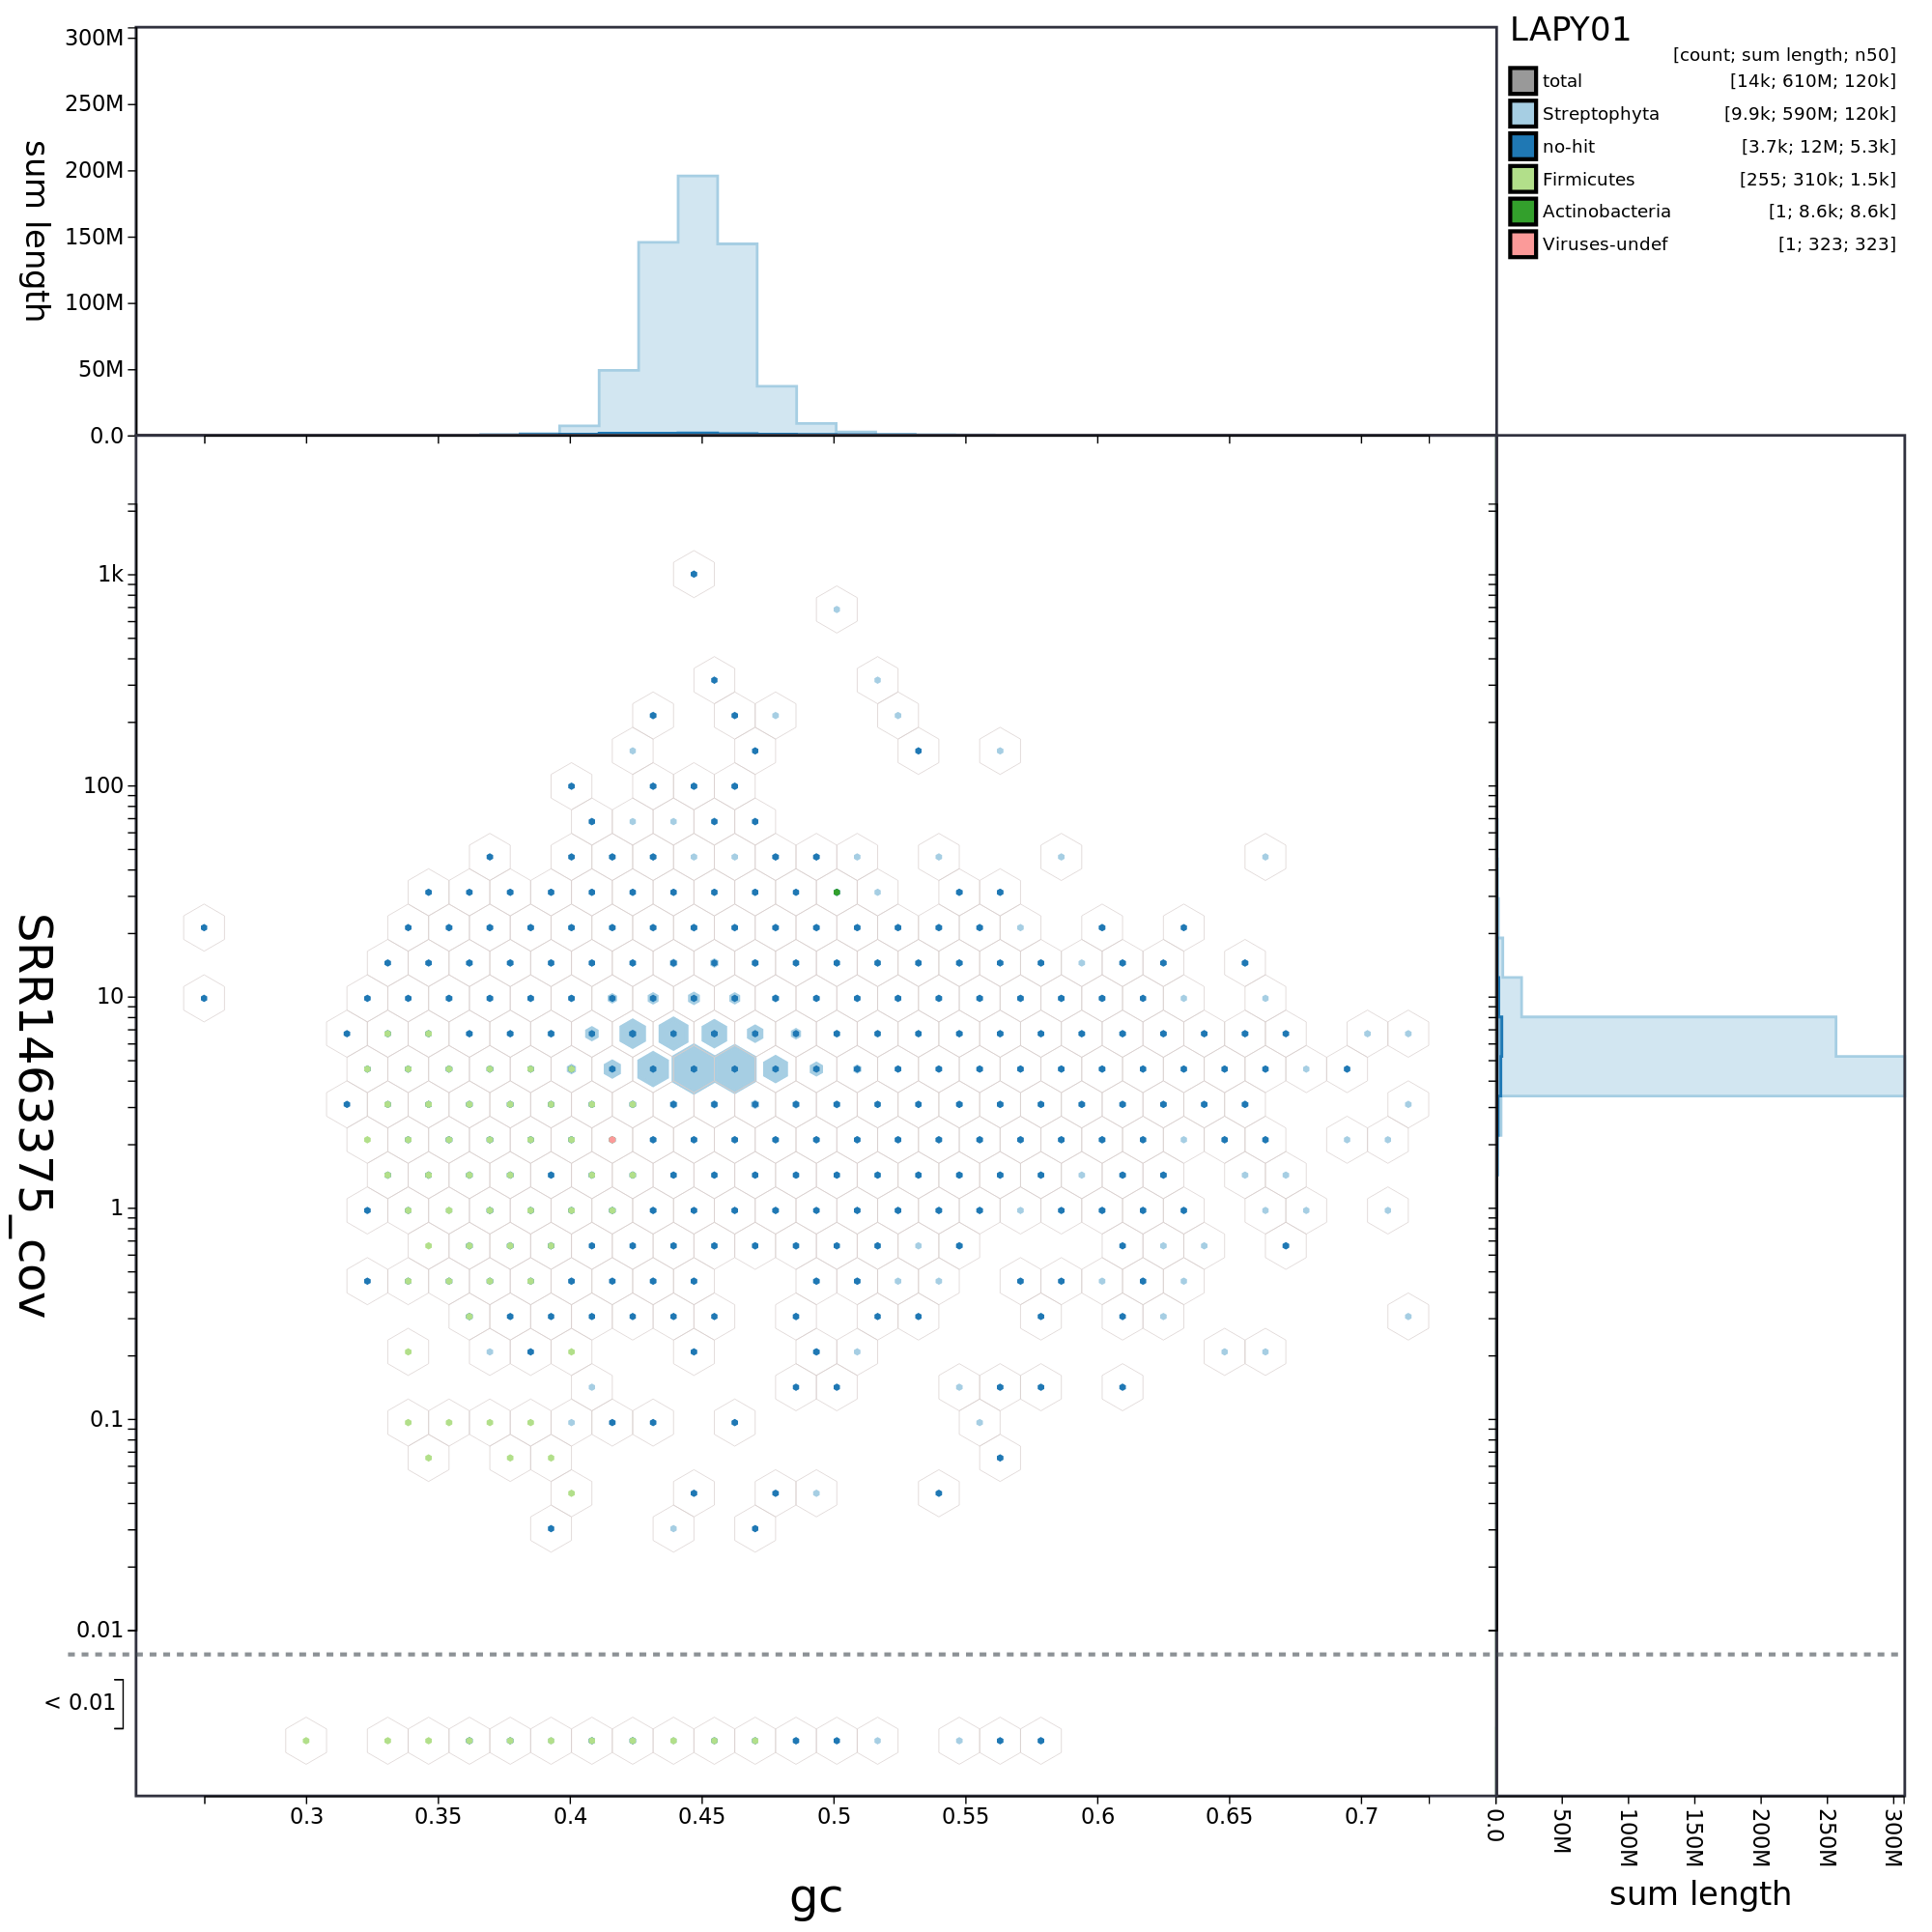 LAPY01
[count; sum length; n50]
total [14k; 610M; 120k]
Streptophyta [9.9k; 590M; 120k]
no-hit [3.7k; 12M; 5.3k]
Firmicutes [255; 310k; 1.5k]
Actinobacteria [1; 8.6k; 8.6k]
Viruses-undef [1; 323; 323]
300M
250M
200M
150M
100M
50M
0.0
sum length
1k
100
10
1
0.1
0.01
< 0.01
SRR1463375_cov
0.3 0.35 0.4 0.45 0.5 0.55 0.6 0.65 0.7
gc
0.0 50M 100M 150M 200M 250M 300M
sum length